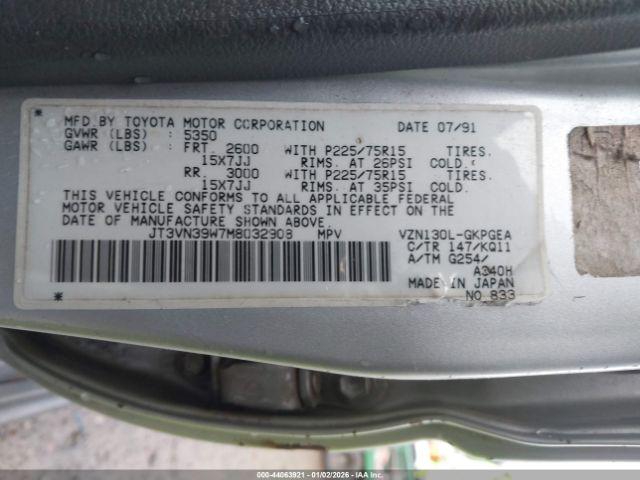 MFD. BY TOYOTA MOTOR CORPORATION DATE 07/91
GVWR (LBS) : 5350
GAWR (LBS) : FRT. 2600 WITH P225/75R15 TIRES.
15X7JJ RIMS. AT 26PSI COLD.
RR. 3000 WITH P225/75R15 TIRES.
15X7JJ RIMS. AT 35PSI COLD.
THIS VEHICLE CONFORMS TO ALL APPLICABLE FEDERAL
MOTOR VEHICLE SAFETY STANDARDS IN EFFECT ON THE
DATE OF MANUFACTURE SHOWN ABOVE.
JT3VN39W7M8032908 MPV VZN130L-GKPGEA
C/TR 147/KQ11
A/TM G254/
A340H
MADE IN JAPAN
NO. 833
000-44063921 - 01/02/2026 - IAA Inc.